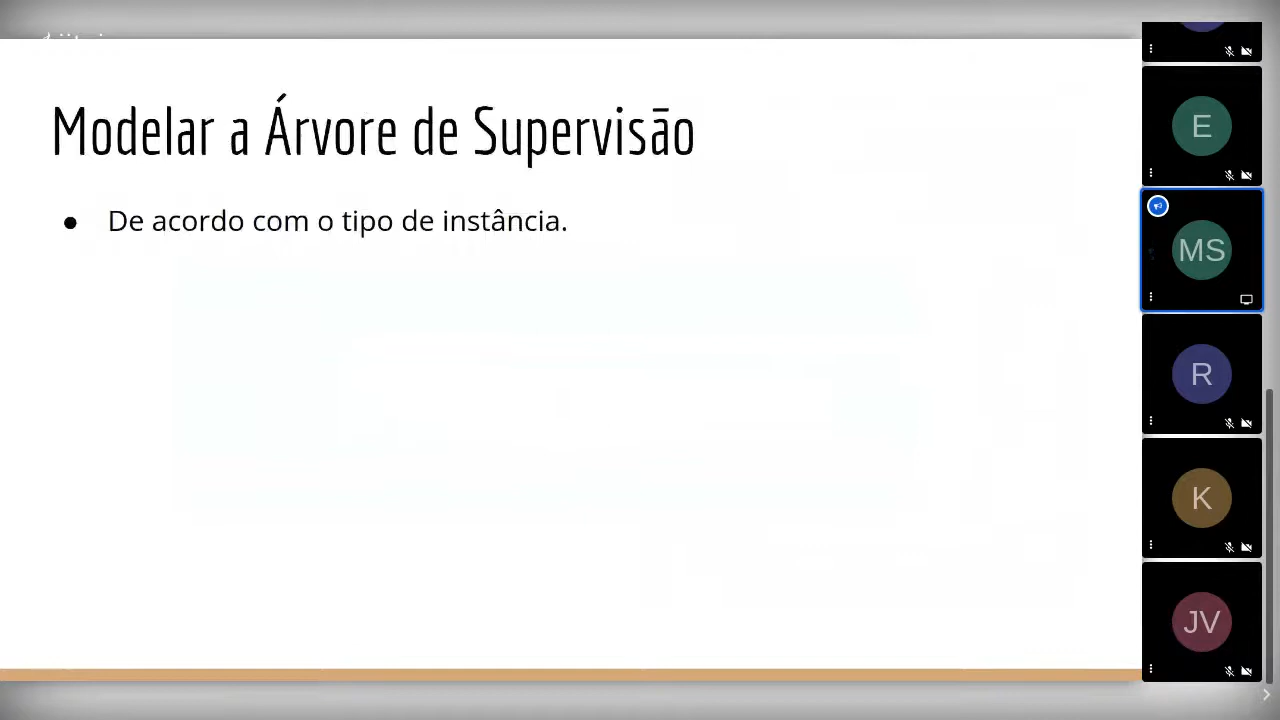 Modelar a Árvore de Supervisão
● De acordo com o tipo de instância.
E
MS
R
K
JV